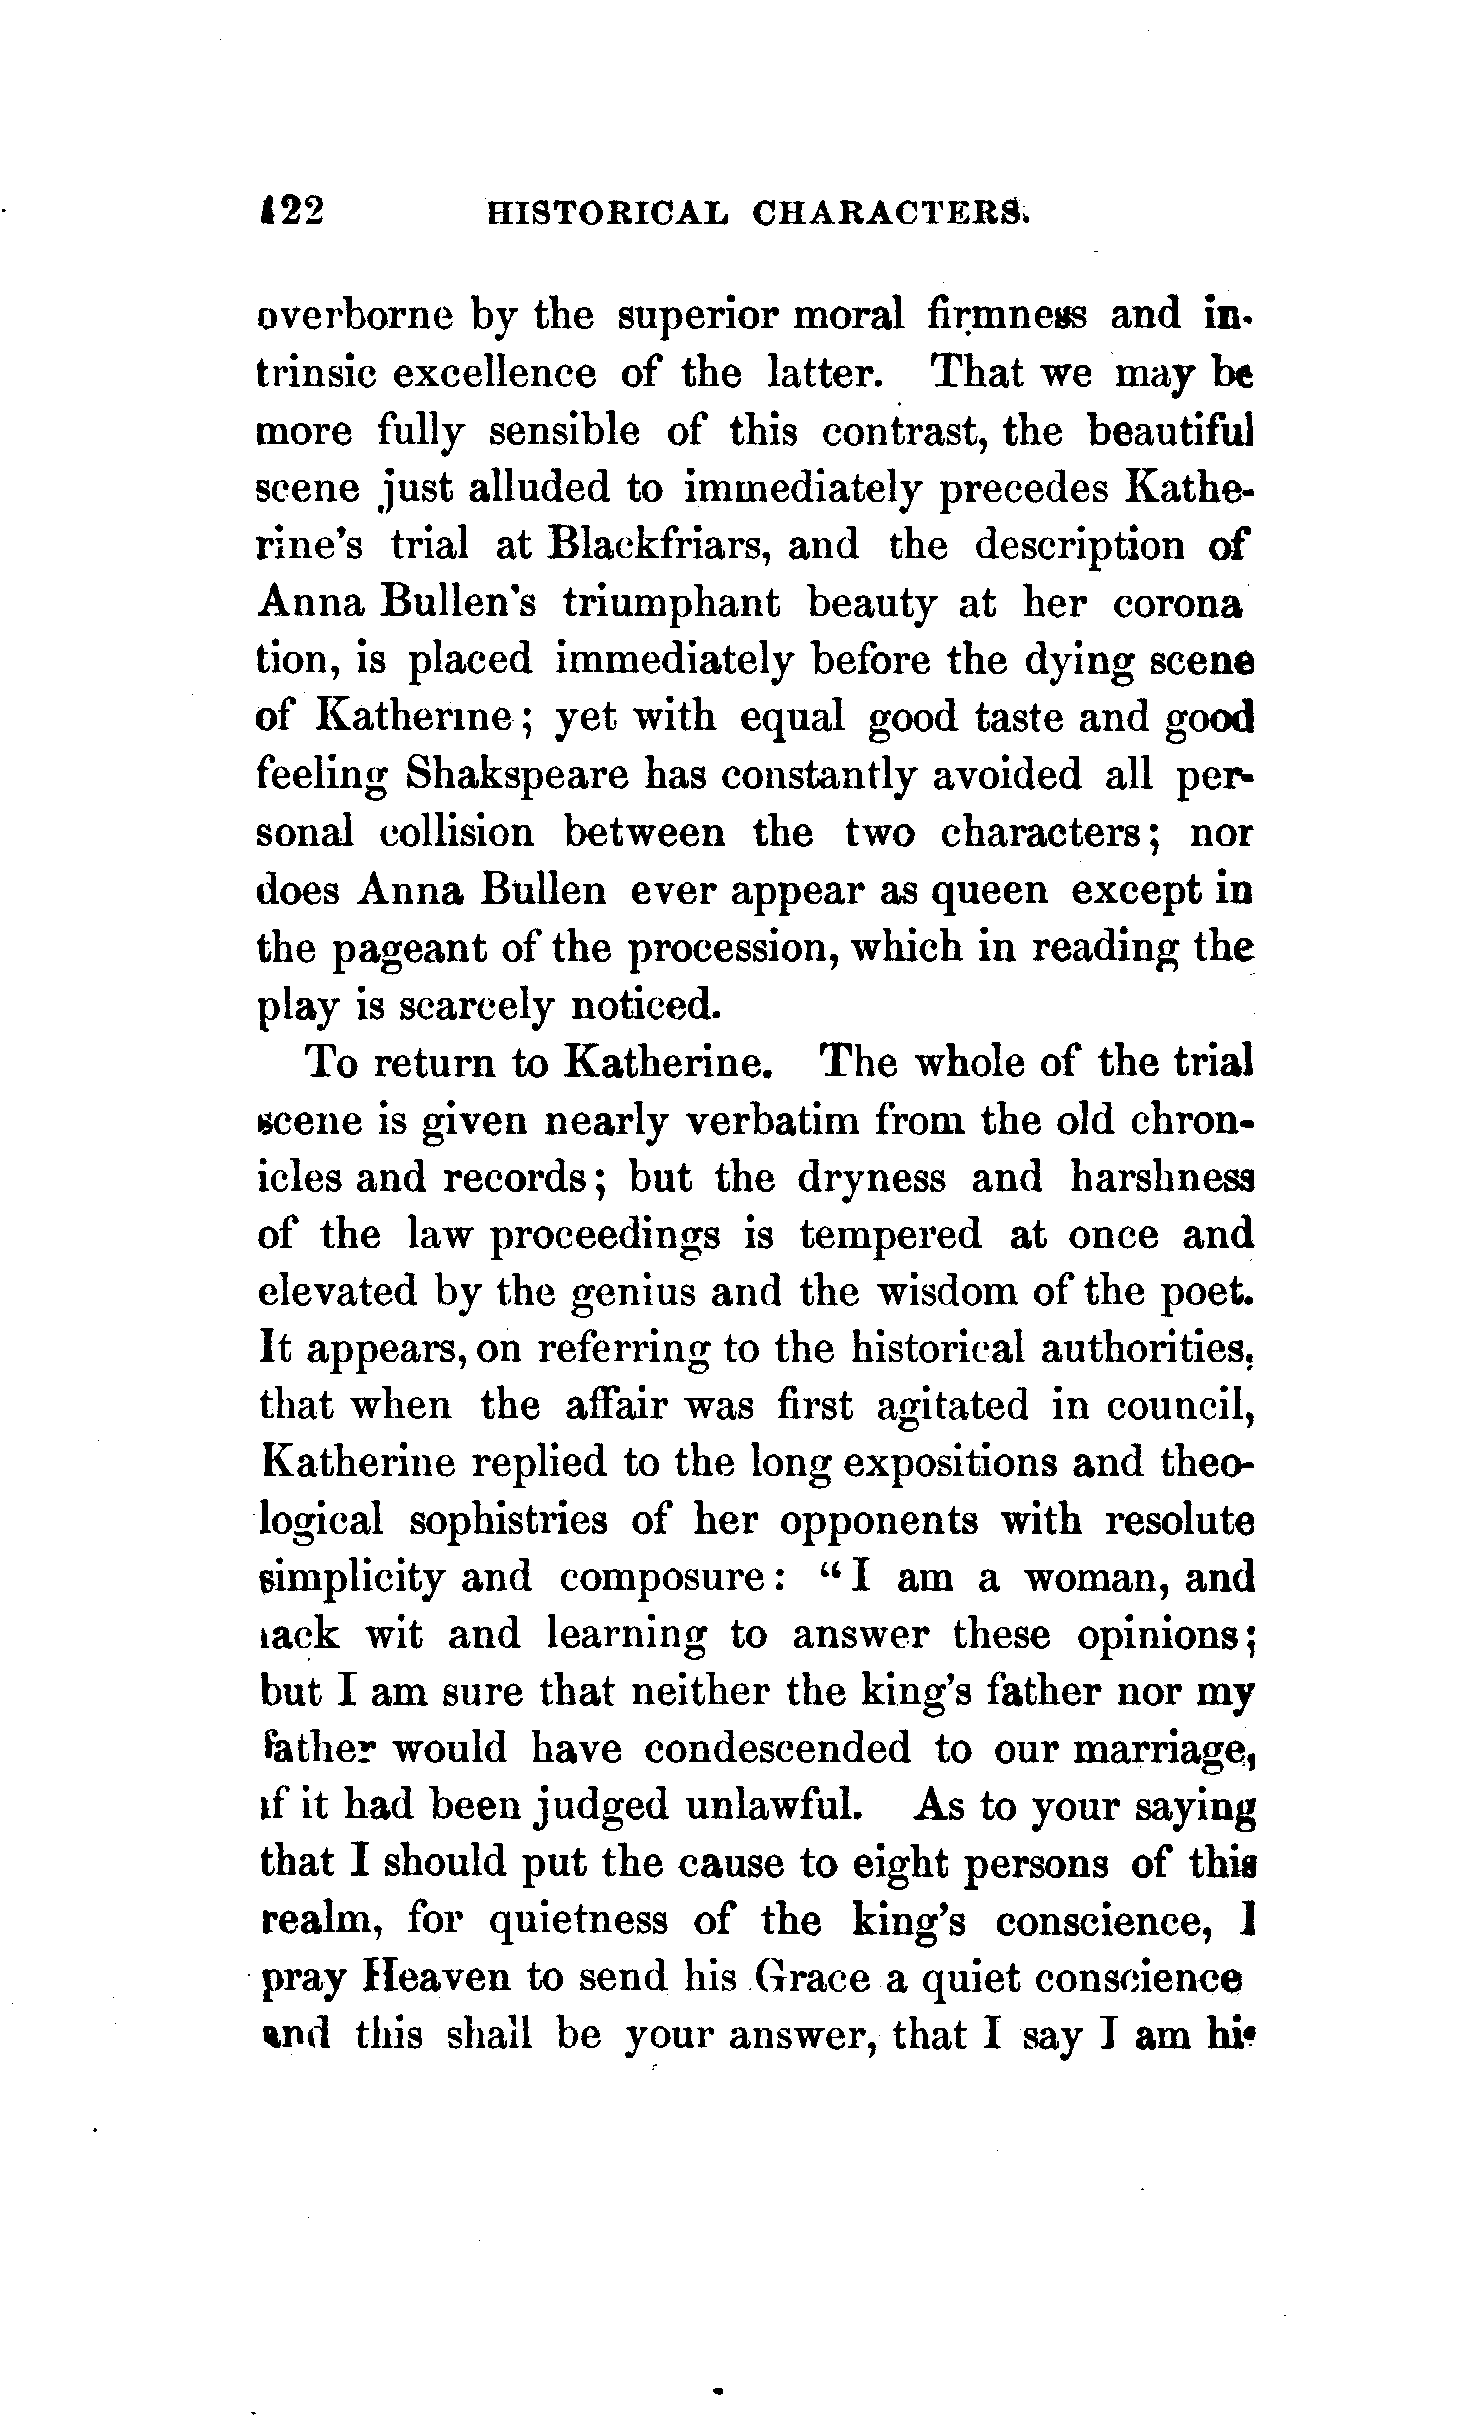 422 HISTORICAL CHARACTERS.
overborne by the superior moral firmness and in-
trinsic excellence of the latter. That we may be
more fully sensible of this contrast, the beautiful
scene just alluded to immediately precedes Kathe-
rine's trial at Blackfriars, and the description of
Anna Bullen's triumphant beauty at her corona
tion, is placed immediately before the dying scene
of Katherine; yet with equal good taste and good
feeling Shakspeare has constantly avoided all per-
sonal collision between the two characters; nor
does Anna Bullen ever appear as queen except in
the pageant of the procession, which in reading the
play is scarcely noticed.
To return to Katherine. The whole of the trial
scene is given nearly verbatim from the old chron-
icles and records; but the dryness and harshness
of the law proceedings is tempered at once and
elevated by the genius and the wisdom of the poet.
It appears, on referring to the historical authorities,
that when the affair was first agitated in council,
Katherine replied to the long expositions and theo-
logical sophistries of her opponents with resolute
simplicity and composure: "I am a woman, and
lack wit and learning to answer these opinions;
but I am sure that neither the king's father nor my
father would have condescended to our marriage,
if it had been judged unlawful. As to your saying
that I should put the cause to eight persons of this
realm, for quietness of the king's conscience, I
pray Heaven to send his Grace a quiet conscience
and this shall be your answer, that I say I am his